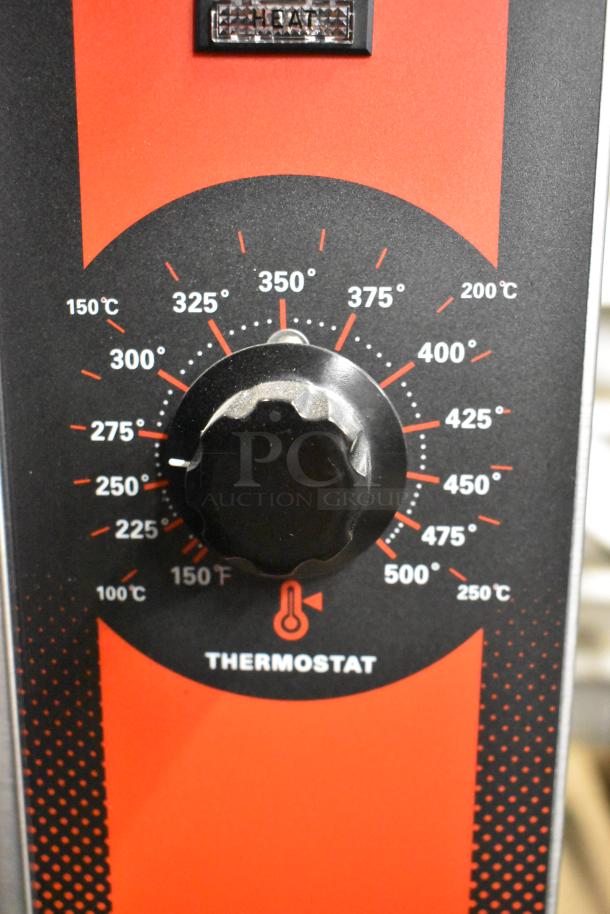 HEAT
350°
325° 375°
150°C 200°C
300° 400°
275° 425°
PCI
AUCTION GROUP
250° 450°
225° 475°
150°F 500°
100°C 250°C
THERMOSTAT